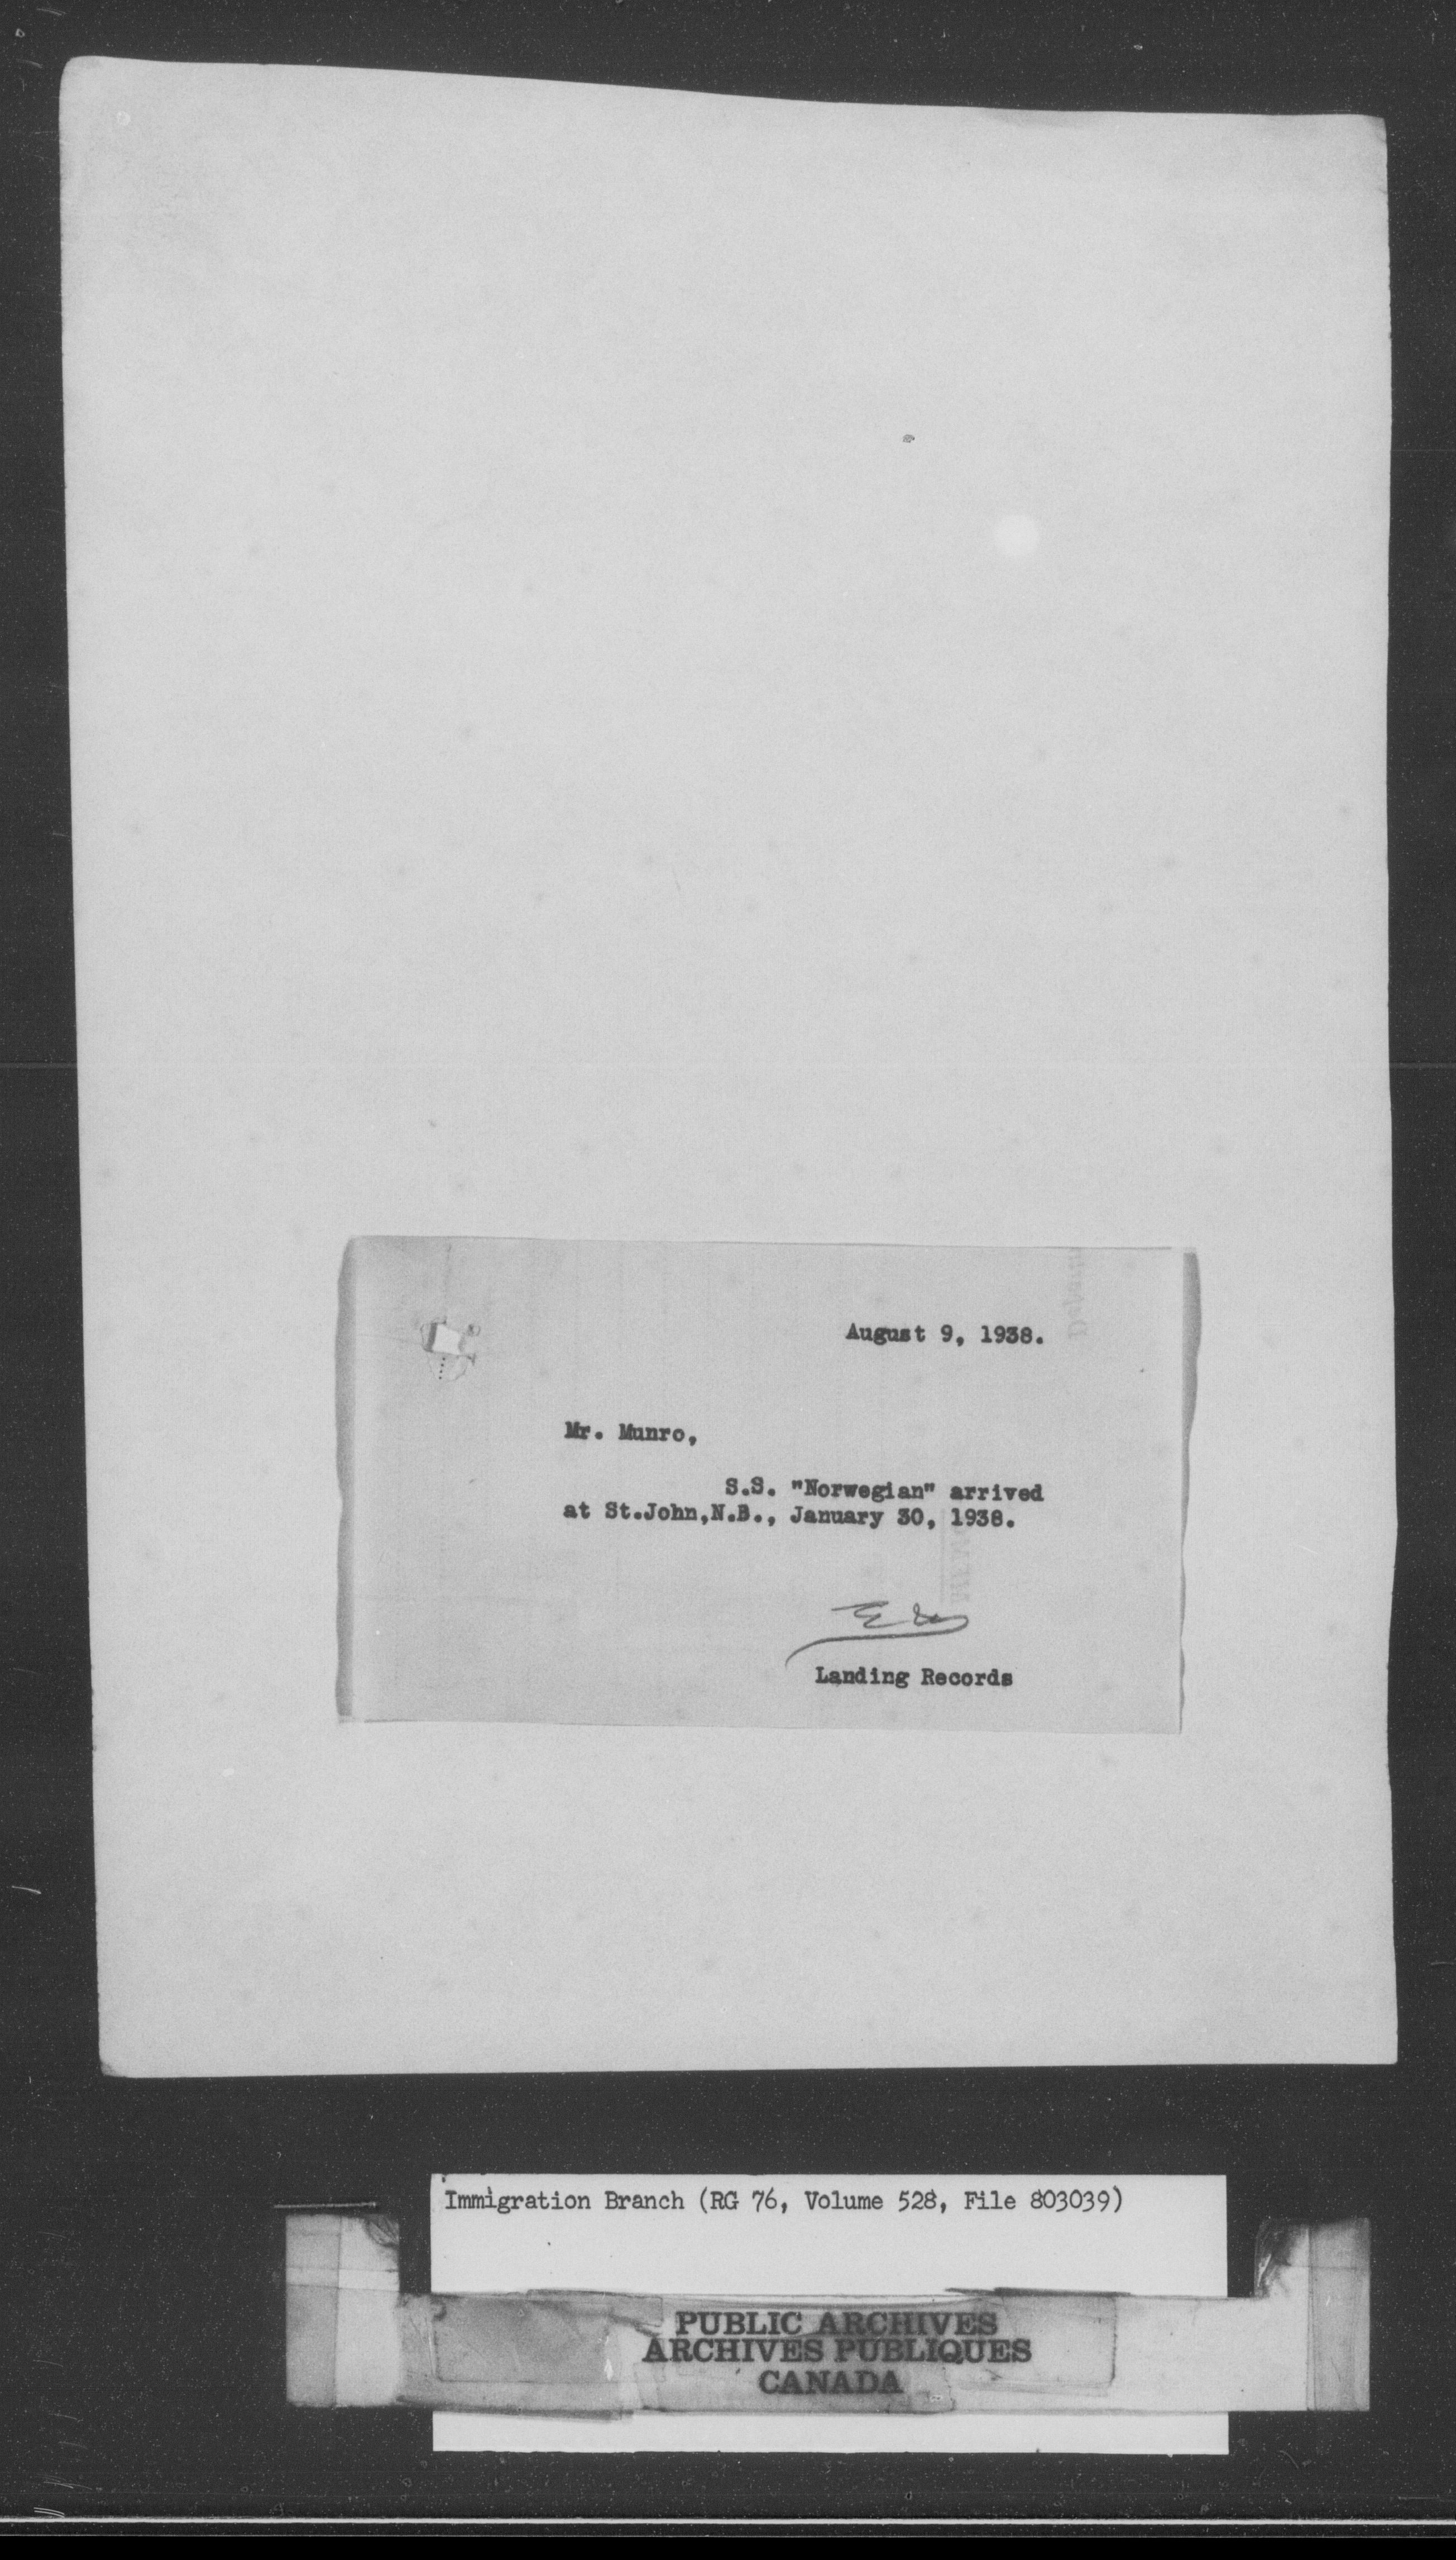 August 9, 1938.
Mr. Munro,
S.S. "Norwegian" arrived
at St.John,N.B., January 30, 1938.
Landing Records
Immigration Branch (RG 76, Volume 528, File 803039)
PUBLIC ARCHIVES
ARCHIVES PUBLIQUES
CANADA